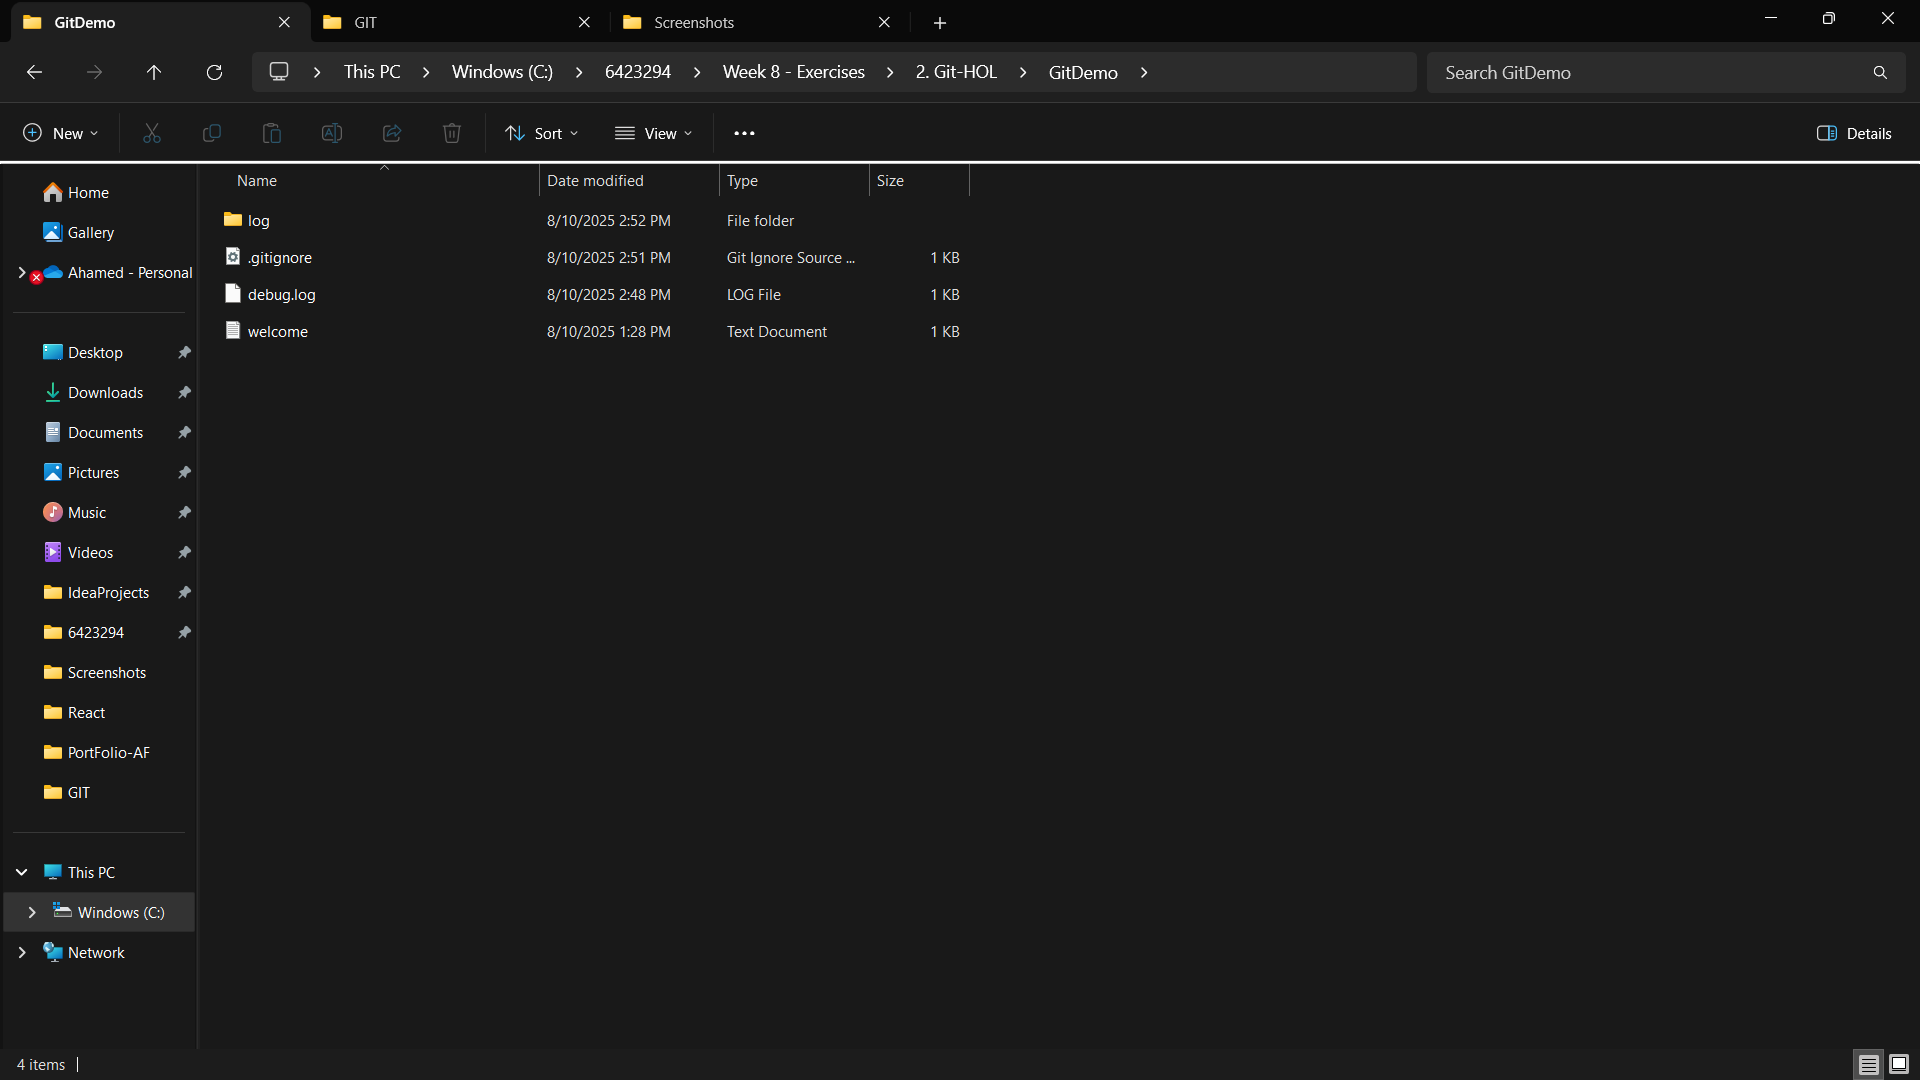 GitDemo
GIT
Screenshots
This PC
Windows (C:)
6423294
Week 8 - Exercises
2. Git-HOL
GitDemo
Search GitDemo
New
Sort
View
Details
Name
Date modified
Type
Size
log
8/10/2025 2:52 PM
File folder
.gitignore
8/10/2025 2:51 PM
Git Ignore Source ...
1 KB
debug.log
8/10/2025 2:48 PM
LOG File
1 KB
welcome
8/10/2025 1:28 PM
Text Document
1 KB
Home
Gallery
Ahamed - Personal
Desktop
Downloads
Documents
Pictures
Music
Videos
IdeaProjects
6423294
Screenshots
React
PortFolio-AF
GIT
This PC
Windows (C:)
Network
4 items